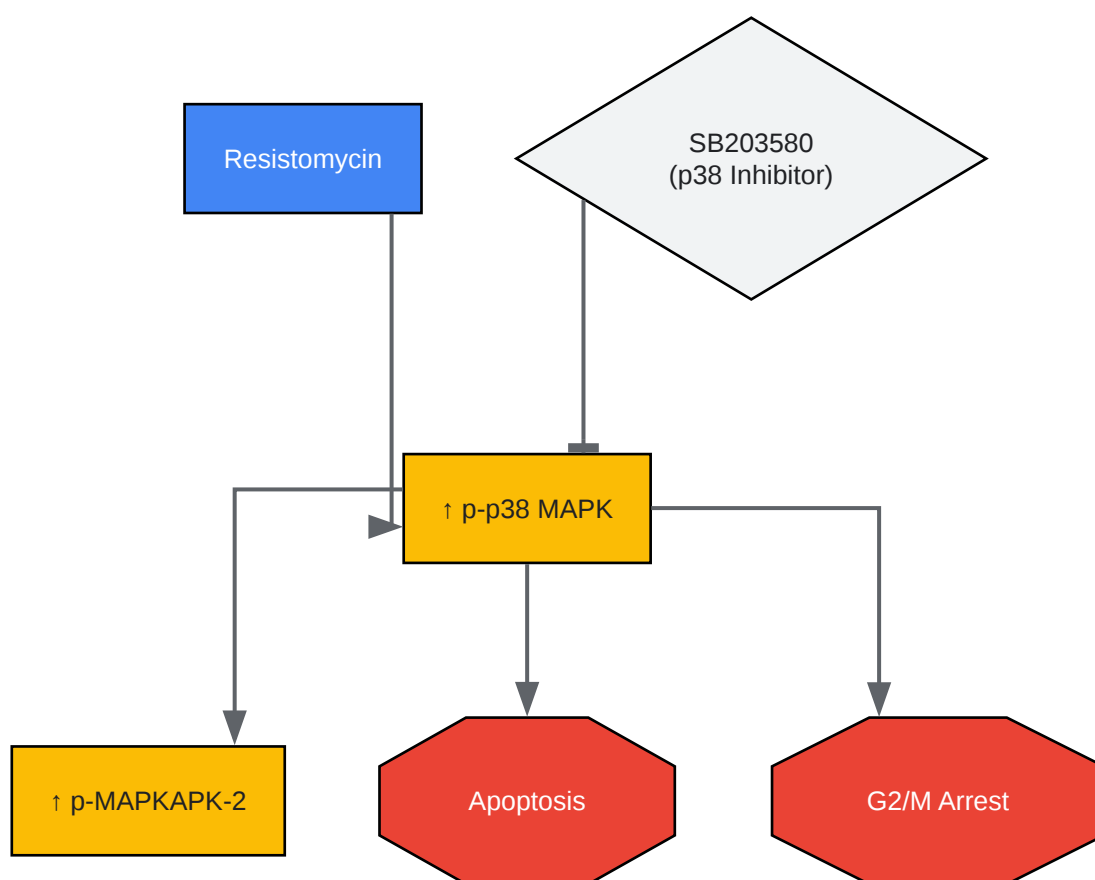 Resistomycin
SB203580
(p38 Inhibitor)
↑ p-p38 MAPK
↑ p-MAPKAPK-2
Apoptosis
G2/M Arrest